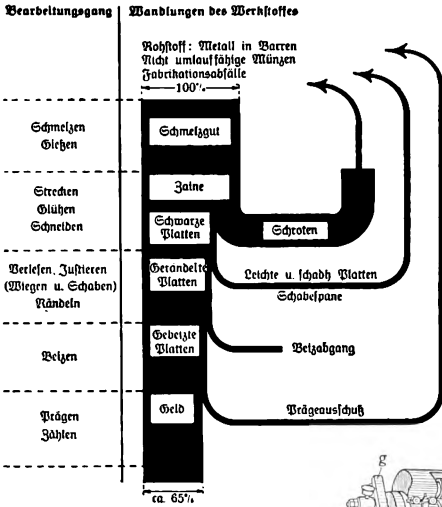 Bearbeitungsgang
Wandlungen des Werkstoffes
Rohstoff: Metall in Barren
Nicht umlauffähige Münzen
Fabrikationsabfälle
100%
Schmelzen
Gießen
Schmelzgut
Strecken
Glühen
Schneiden
Zaine
Schwarze
Platten
Schroten
Verlesen, Justieren
(Wiegen u. Schaben)
Rändeln
Gerändelte
Platten
Leichte u. schabh Platten
Schabespäne
Beizen
Gebeizte
Platten
Beizabgang
Prägen
Zählen
Geld
Prägeausschuß
ca. 65%
g